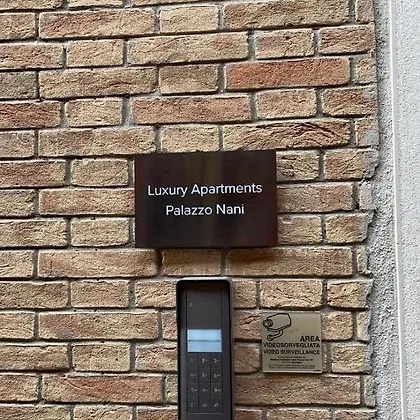 Luxury Apartments
Palazzo Nani
AREA
VIDEOSORVEGLIATA
VIDEO SURVEILLANCE